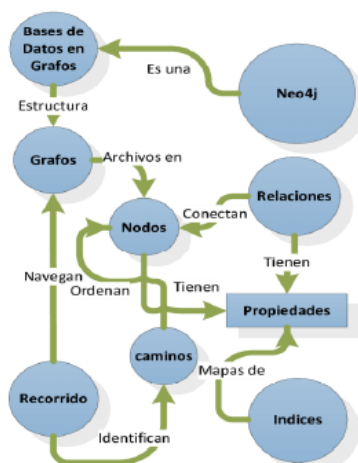 Bases de
Datos en
Grafos
Es una
Neo4j
Estructura
Grafos
Archivos en
Relaciones
Nodos
Conectan
Tienen
Navegan
Ordenan
Tienen
Propiedades
caminos
Mapas de
Recorrido
Indices
Identifican